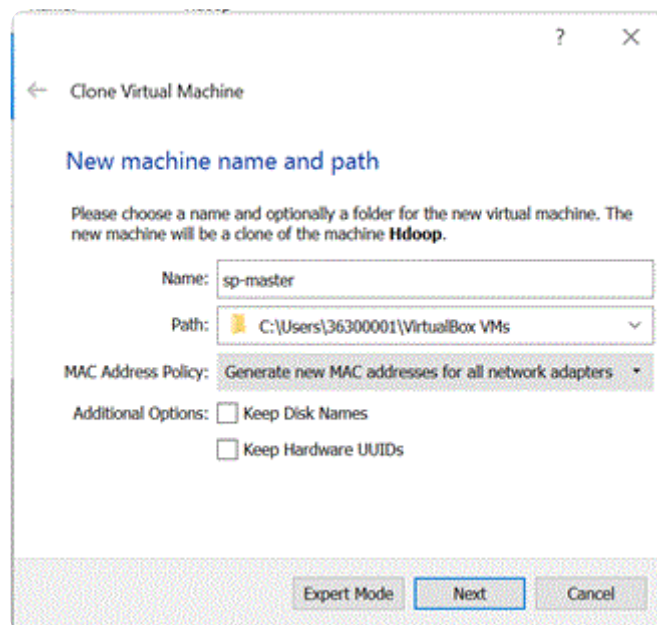 ?
Clone Virtual Machine
New machine name and path
Please choose a name and optionally a folder for the new virtual machine. The
new machine will be a clone of the machine Hdoop.
Name: sp-master
Path: C:\Users\36300001\VirtualBox VMs
MAC Address Policy: Generate new MAC addresses for all network adapters
Additional Options: Keep Disk Names
Keep Hardware UUIDs
Expert Mode Next Cancel